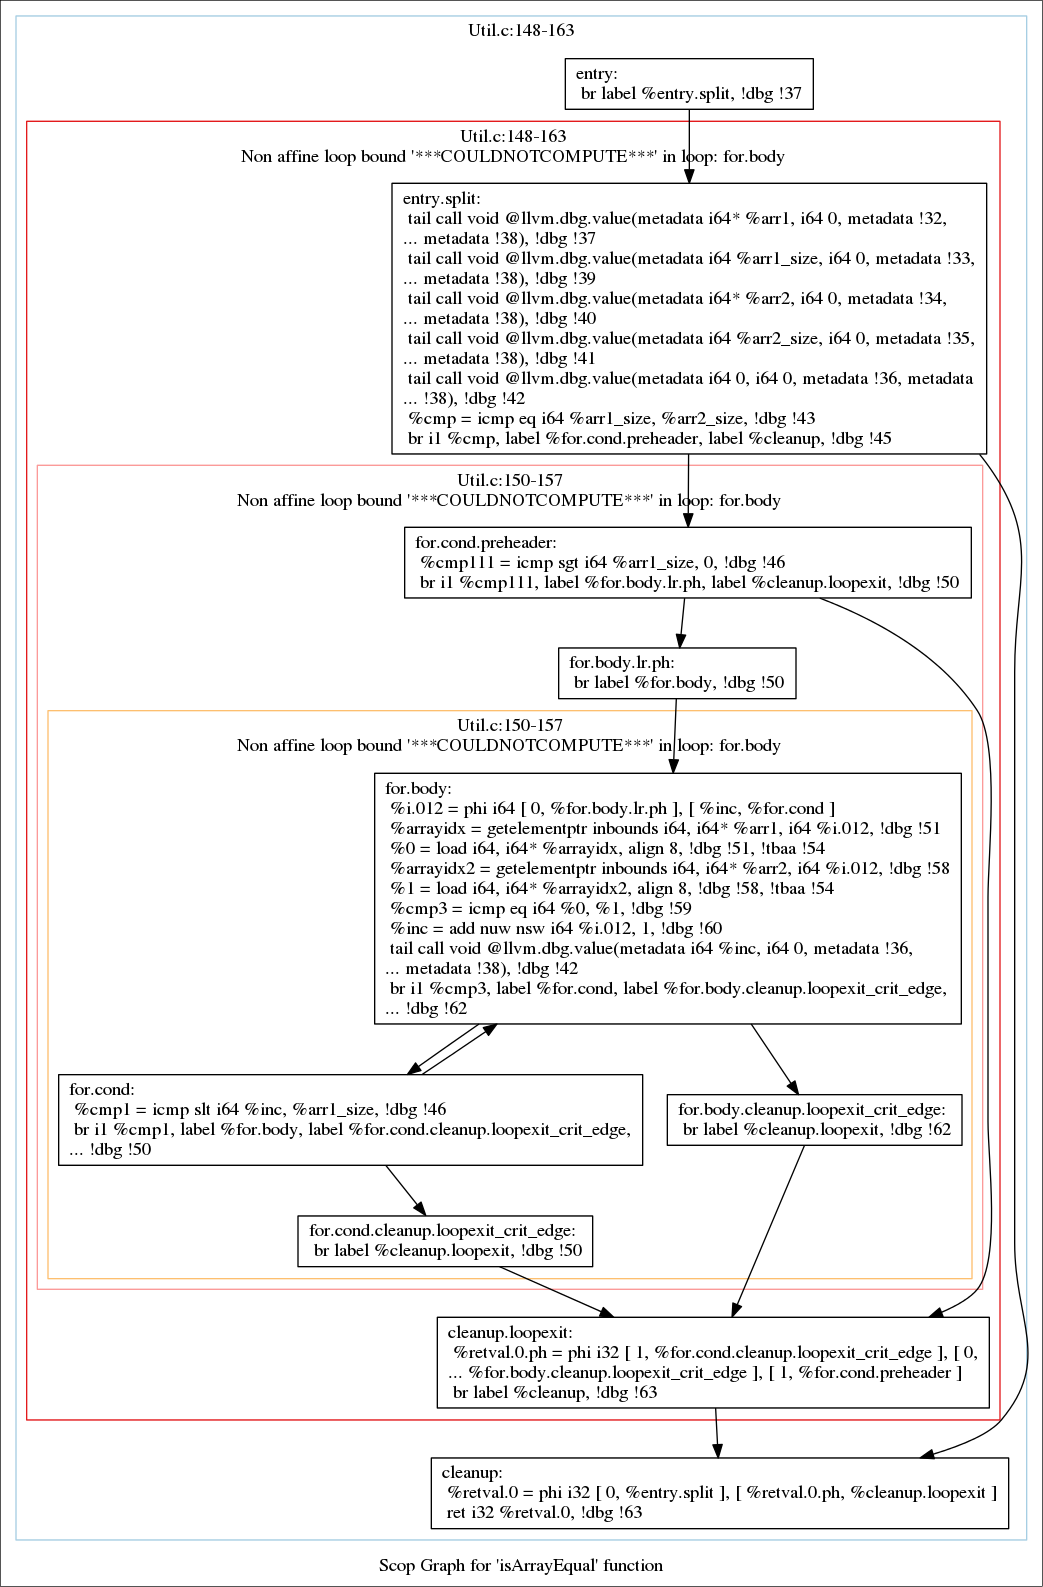 Util.c:148-163
entry:
br label %entry.split, !dbg !37
Util.c:148-163
Non affine loop bound '***COULDNOTCOMPUTE***' in loop: for.body
entry.split:
tail call void @llvm.dbg.value(metadata i64* %arr1, i64 0, metadata !32,
... metadata !38), !dbg !37
tail call void @llvm.dbg.value(metadata i64 %arr1_size, i64 0, metadata !33,
... metadata !38), !dbg !39
tail call void @llvm.dbg.value(metadata i64* %arr2, i64 0, metadata !34,
... metadata !38), !dbg !40
tail call void @llvm.dbg.value(metadata i64 %arr2_size, i64 0, metadata !35,
... metadata !38), !dbg !41
tail call void @llvm.dbg.value(metadata i64 0, i64 0, metadata !36, metadata
... !38), !dbg !42
%cmp = icmp eq i64 %arr1_size, %arr2_size, !dbg !43
br i1 %cmp, label %for.cond.preheader, label %cleanup, !dbg !45
Util.c:150-157
Non affine loop bound '***COULDNOTCOMPUTE***' in loop: for.body
for.cond.preheader:
%cmp111 = icmp sgt i64 %arr1_size, 0, !dbg !46
br i1 %cmp111, label %for.body.lr.ph, label %cleanup.loopexit, !dbg !50
for.body.lr.ph:
br label %for.body, !dbg !50
Util.c:150-157
Non affine loop bound '***COULDNOTCOMPUTE***' in loop: for.body
for.body:
%i.012 = phi i64 [ 0, %for.body.lr.ph ], [ %inc, %for.cond ]
%arrayidx = getelementptr inbounds i64, i64* %arr1, i64 %i.012, !dbg !51
%0 = load i64, i64* %arrayidx, align 8, !dbg !51, !tbaa !54
%arrayidx2 = getelementptr inbounds i64, i64* %arr2, i64 %i.012, !dbg !58
%1 = load i64, i64* %arrayidx2, align 8, !dbg !58, !tbaa !54
%cmp3 = icmp eq i64 %0, %1, !dbg !59
%inc = add nuw nsw i64 %i.012, 1, !dbg !60
tail call void @llvm.dbg.value(metadata i64 %inc, i64 0, metadata !36,
... metadata !38), !dbg !42
br i1 %cmp3, label %for.cond, label %for.body.cleanup.loopexit_crit_edge,
... !dbg !62
for.cond:
%cmp1 = icmp slt i64 %inc, %arr1_size, !dbg !46
br i1 %cmp1, label %for.body, label %for.cond.cleanup.loopexit_crit_edge,
... !dbg !50
for.body.cleanup.loopexit_crit_edge:
br label %cleanup.loopexit, !dbg !62
for.cond.cleanup.loopexit_crit_edge:
br label %cleanup.loopexit, !dbg !50
cleanup.loopexit:
%retval.0.ph = phi i32 [ 1, %for.cond.cleanup.loopexit_crit_edge ], [ 0,
... %for.body.cleanup.loopexit_crit_edge ], [ 1, %for.cond.preheader ]
br label %cleanup, !dbg !63
cleanup:
%retval.0 = phi i32 [ 0, %entry.split ], [ %retval.0.ph, %cleanup.loopexit ]
ret i32 %retval.0, !dbg !63
Scop Graph for 'isArrayEqual' function